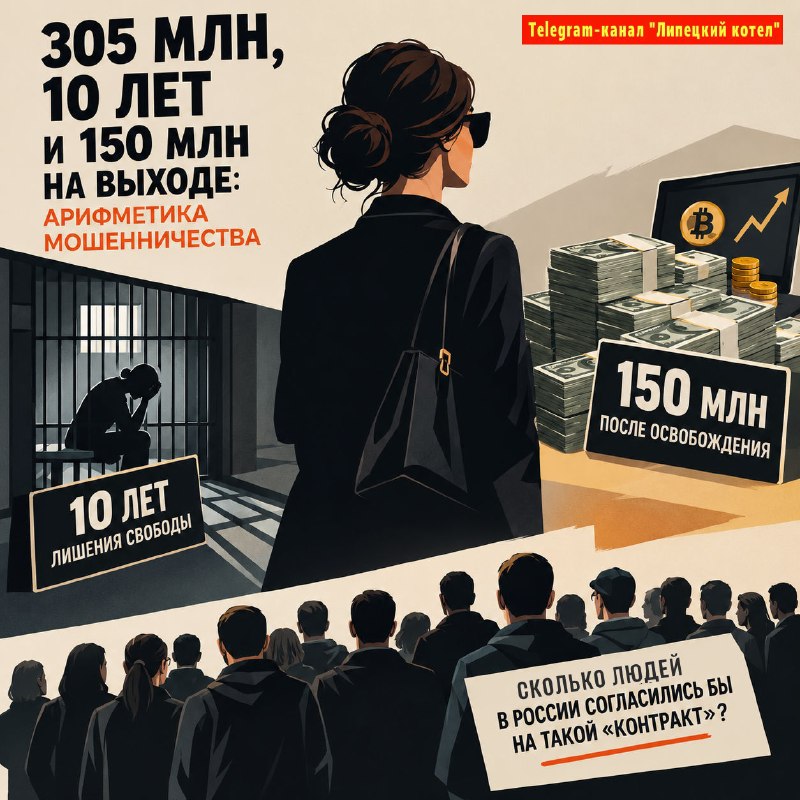 Telegram-канал "Липецкий котел"
305 МЛН,
10 ЛЕТ
И 150 МЛН
НА ВЫХОДЕ:
АРИФМЕТИКА
МОШЕННИЧЕСТВА
150 МЛН
ПОСЛЕ ОСВОБОЖДЕНИЯ
10 ЛЕТ
ЛИШЕНИЯ СВОБОДЫ
СКОЛЬКО ЛЮДЕЙ
В РОССИИ СОГЛАСИЛИСЬ БЫ
НА ТАКОЙ «КОНТРАКТ»?